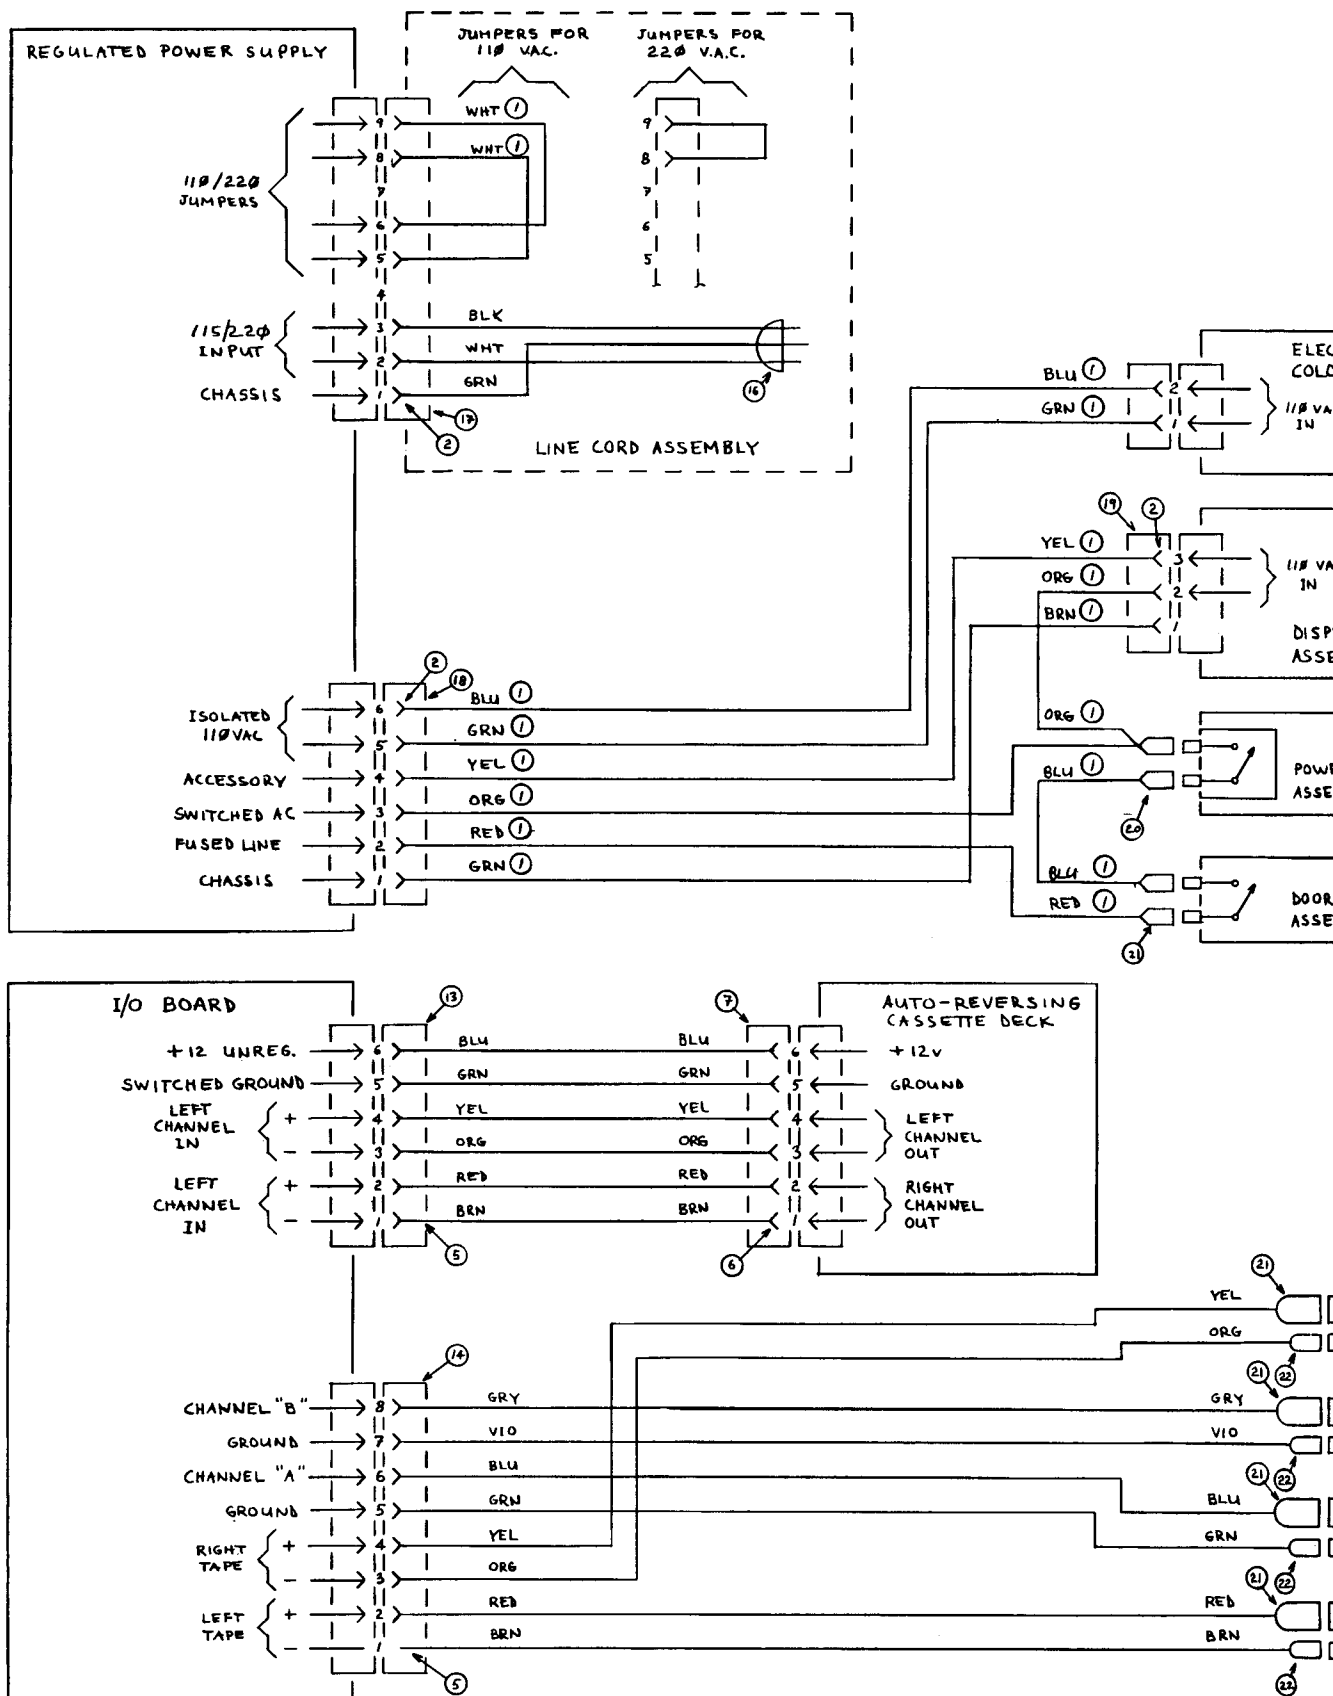 REGULATED POWER SUPPLY
JUMPERS FOR
110 VAC.
JUMPERS FOR
220 V.A.C.
110/220
JUMPERS
9
8
7
6
5
4
3
2
1
WHT 1
WHT 1
9
8
7
6
5
115/220
INPUT
CHASSIS
BLK
WHT
GRN
16
17
2
LINE CORD ASSEMBLY
BLU 1
GRN 1
2
1
ELEC
COLD
110 VA
IN
19
2
YEL 1
ORG 1
BRN 1
3
2
1
110 VA
IN
DISP
ASSE
ISOLATED
110VAC
ACCESSORY
SWITCHED AC
FUSED LINE
CHASSIS
6
5
4
3
2
1
2
18
BLU 1
GRN 1
YEL 1
ORG 1
RED 1
GRN 1
ORG 1
BLU 1
20
POWE
ASSE
BLU 1
RED 1
21
DOOR
ASSE
I/O BOARD
+12 UNREG.
SWITCHED GROUND
LEFT
CHANNEL
IN
+
-
LEFT
CHANNEL
IN
+
-
6
5
4
3
2
1
13
5
BLU BLU
GRN GRN
YEL YEL
ORG ORG
RED RED
BRN BRN
7
6
6
5
4
3
2
1
AUTO-REVERSING
CASSETTE DECK
+12V
GROUND
LEFT
CHANNEL
OUT
RIGHT
CHANNEL
OUT
14
CHANNEL "B"
GROUND
CHANNEL "A"
GROUND
RIGHT
TAPE
+
-
LEFT
TAPE
+
-
8
7
6
5
4
3
2
1
5
GRY
VIO
BLU
GRN
YEL
ORG
RED
BRN
YEL
21
ORG
22
GRY
21
VIO
22
BLU
21
GRN
22
RED
21
BRN
22